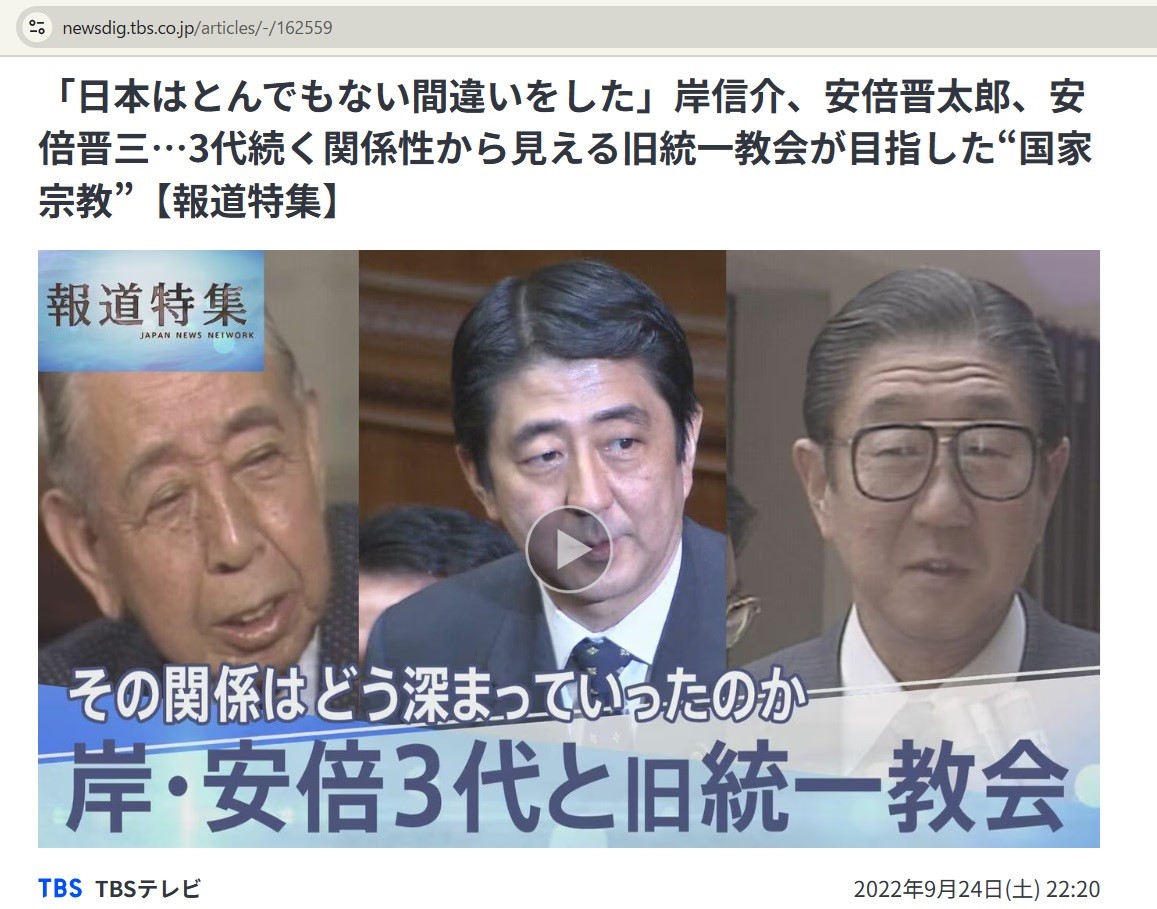 newsdig.tbs.co.jp/articles/-/162559
「日本はとんでもない間違いをした」岸信介、安倍晋太郎、安
倍晋三…3代続く関係性から見える旧統一教会が目指した“国家
宗教”【報道特集】
報道特集
JAPAN NEWS NETWORK
その関係はどう深まっていったのか
岸・安倍3代と旧統一教会
TBS TBSテレビ
2022年9月24日(土) 22:20